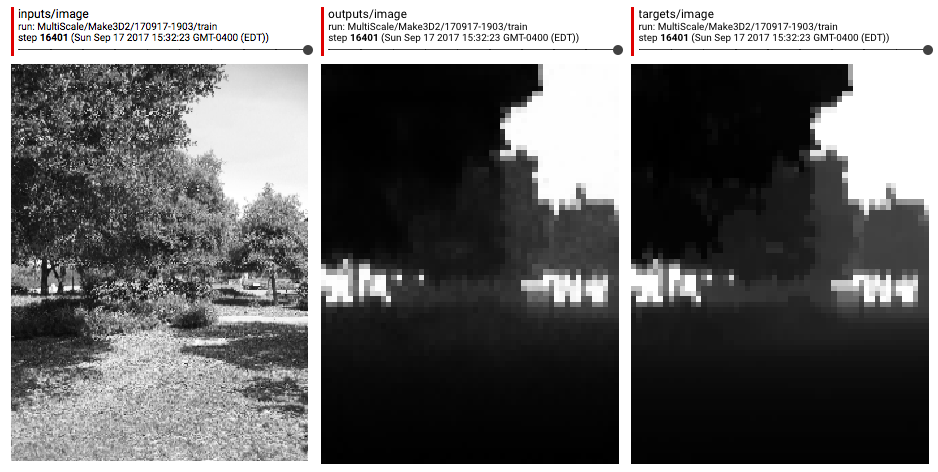 inputs/image
run: MultiScale/Make3D2/170917-1903/train
step 16401 (Sun Sep 17 2017 15:32:23 GMT-0400 (EDT))
outputs/image
run: MultiScale/Make3D2/170917-1903/train
step 16401 (Sun Sep 17 2017 15:32:23 GMT-0400 (EDT))
targets/image
run: MultiScale/Make3D2/170917-1903/train
step 16401 (Sun Sep 17 2017 15:32:23 GMT-0400 (EDT))